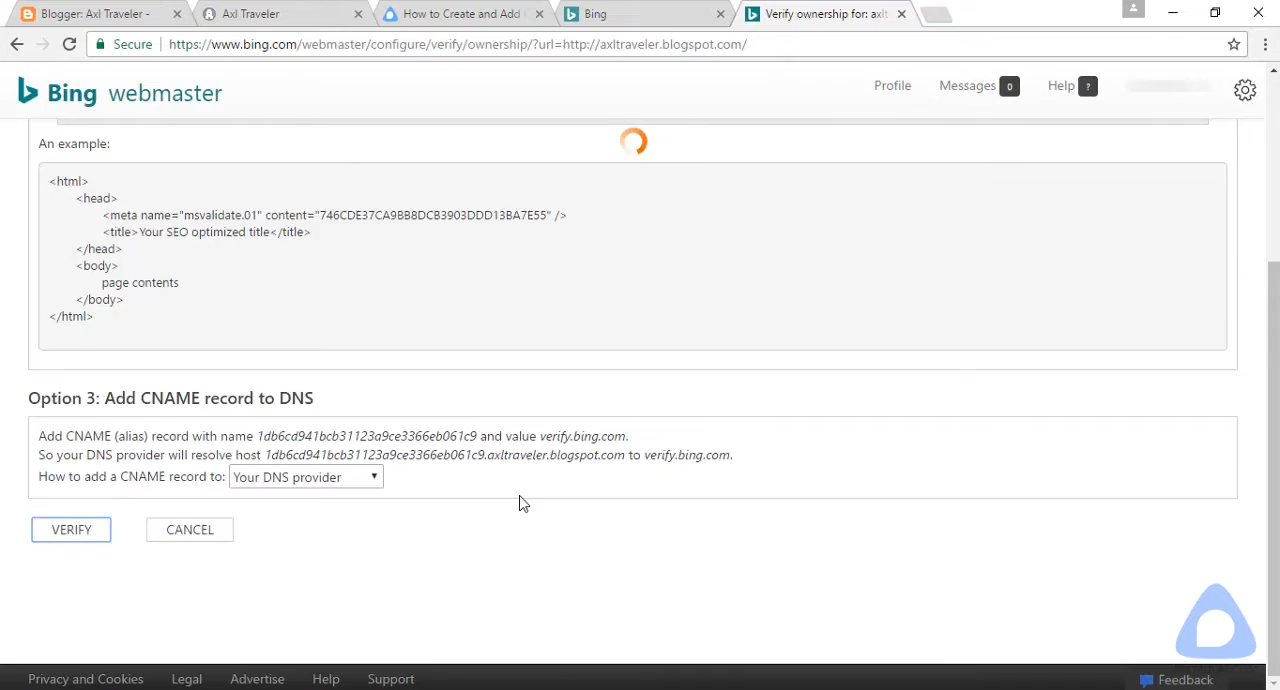 Blogger: Axl Traveler -
Axl Traveler
How to Create and Add
Bing
Verify ownership for: axlt
Secure
https://www.bing.com/webmaster/configure/verify/ownership/?url=http://axltraveler.blogspot.com/
Bing webmaster
Profile
Messages 0
Help ?
An example:
<html>
<head>
<meta name="msvalidate.01" content="746CDE37CA9BB8DCB3903DDD13BA7E55" />
<title>Your SEO optimized title</title>
</head>
<body>
page contents
</body>
</html>
Option 3: Add CNAME record to DNS
Add CNAME (alias) record with name 1db6cd941bcb31123a9ce3366eb061c9 and value verify.bing.com.
So your DNS provider will resolve host 1db6cd941bcb31123a9ce3366eb061c9.axltraveler.blogspot.com to verify.bing.com.
How to add a CNAME record to: Your DNS provider
VERIFY
CANCEL
Privacy and Cookies
Legal
Advertise
Help
Support
Feedback